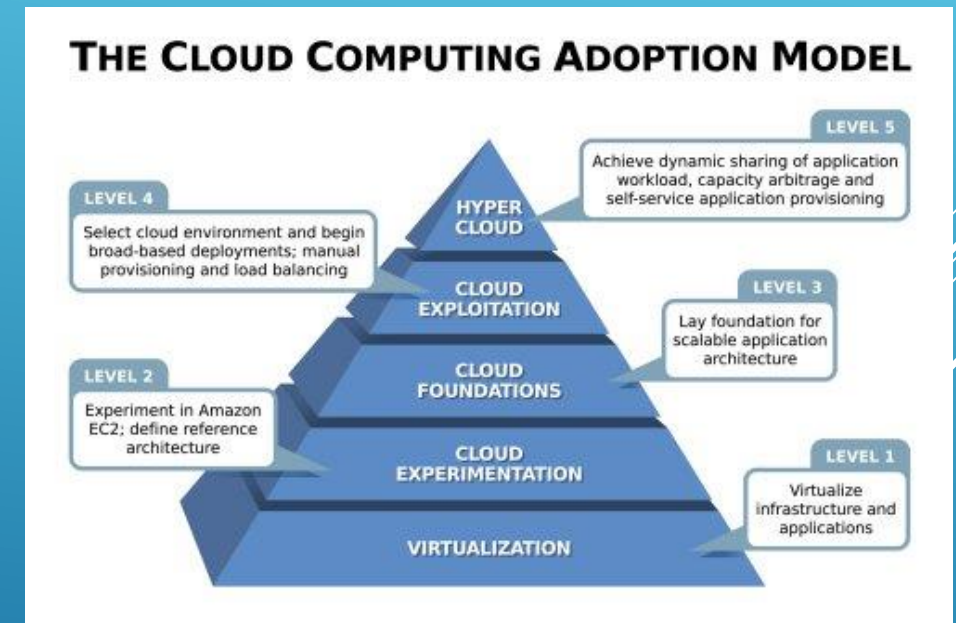 THE CLOUD COMPUTING ADOPTION MODEL
LEVEL 5
Achieve dynamic sharing of application
workload, capacity arbitrage and
self-service application provisioning
HYPER
CLOUD
LEVEL 4
Select cloud environment and begin
broad-based deployments; manual
provisioning and load balancing
CLOUD
EXPLOITATION
LEVEL 3
Lay foundation for
scalable application
architecture
CLOUD
FOUNDATIONS
LEVEL 2
Experiment in Amazon
EC2; define reference
architecture
CLOUD
EXPERIMENTATION
LEVEL 1
Virtualize
infrastructure and
applications
VIRTUALIZATION